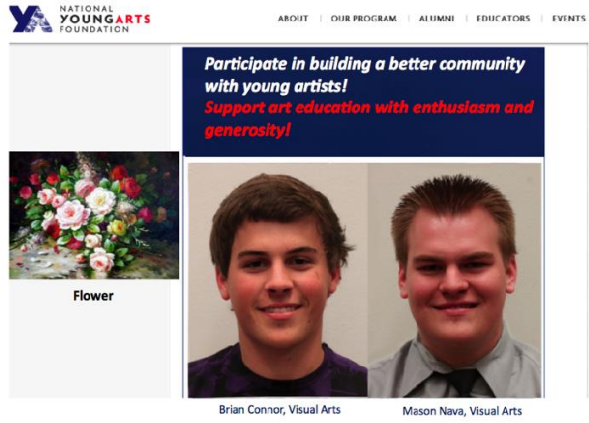 NATIONAL
YOUNGARTS
FOUNDATION
ABOUT | OUR PROGRAM | ALUMNI | EDUCATORS | EVENTS
Participate in building a better community
with young artists!
Support art education with enthusiasm and
generosity!
Flower
Brian Connor, Visual Arts
Mason Nava, Visual Arts